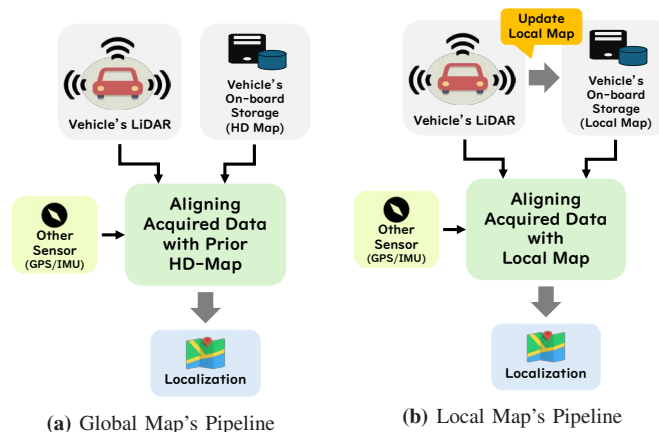 Vehicle's LiDAR
Vehicle's
On-board
Storage
(HD Map)
Other
Sensor
(GPS/IMU)
Aligning
Acquired Data
with Prior
HD-Map
Localization
(a) Global Map's Pipeline
Update
Local Map
Vehicle's LiDAR
Vehicle's
On-board
Storage
(Local Map)
Other
Sensor
(GPS/IMU)
Aligning
Acquired Data
with
Local Map
Localization
(b) Local Map's Pipeline